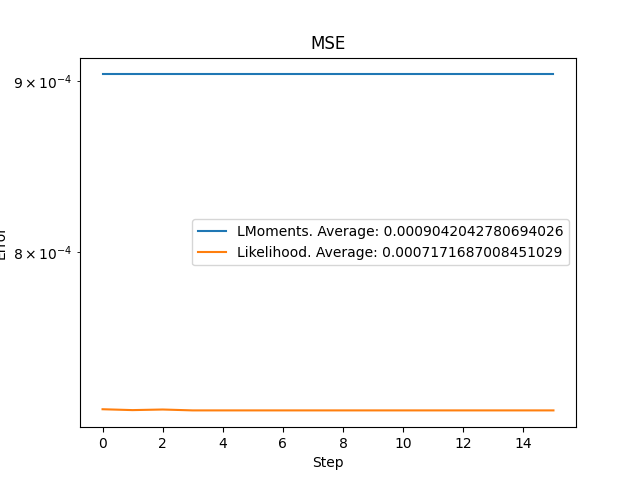 MSE
9 × 10⁻⁴
8 × 10⁻⁴
Error
LMoments. Average: 0.0009042042780694026
Likelihood. Average: 0.0007171687008451029
0 2 4 6 8 10 12 14
Step